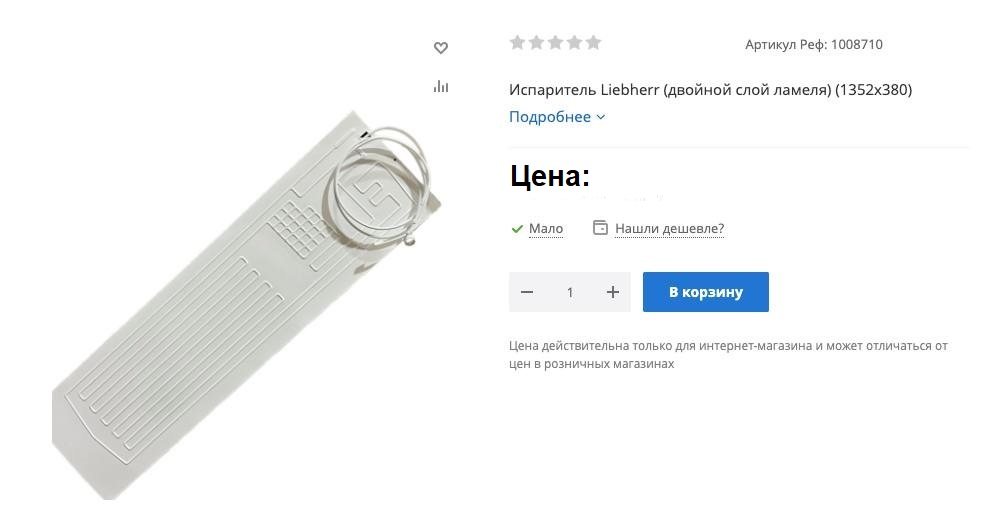 Артикул Реф: 1008710
Испаритель Liebherr (двойной слой ламеля) (1352x380)
Подробнее
Цена:
Мало
Нашли дешевле?
1
В корзину
Цена действительна только для интернет-магазина и может отличаться от
цен в розничных магазинах